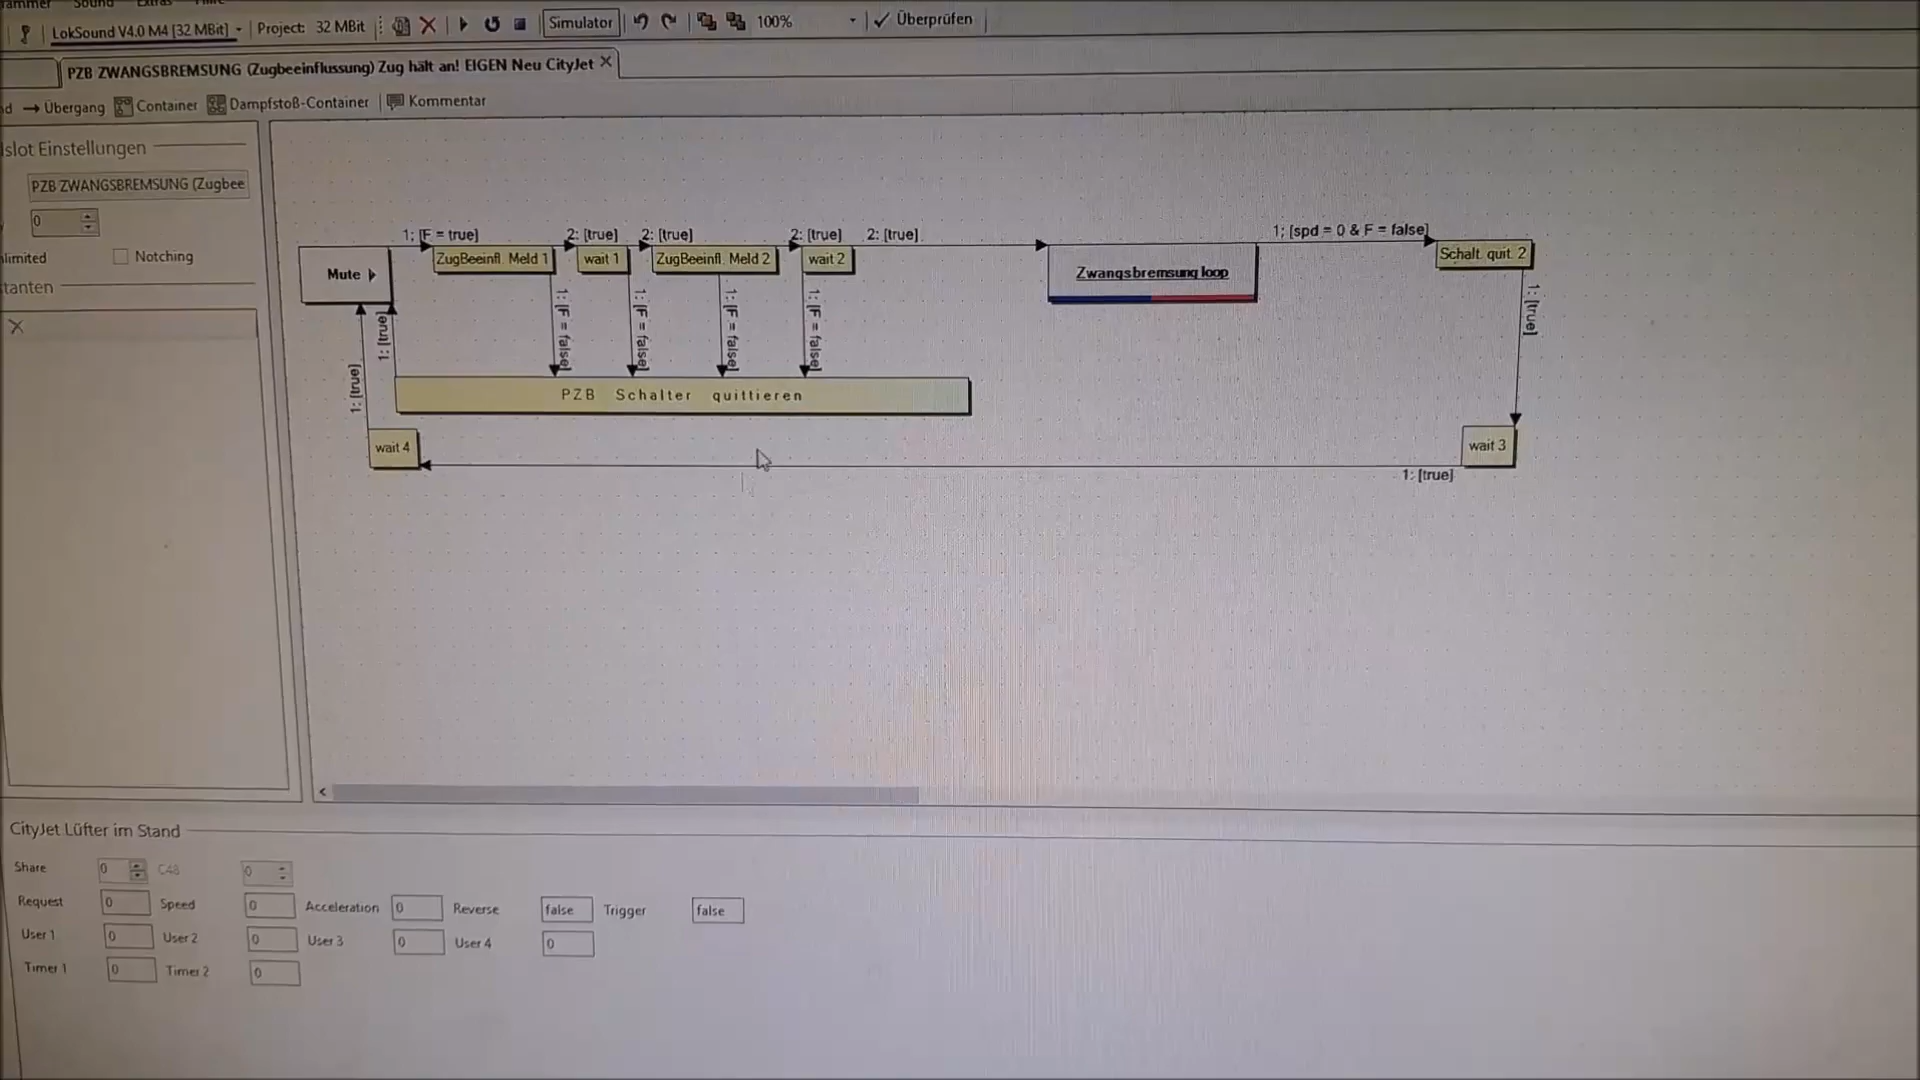 Sound Extras
LokSound V4.0 M4 [32 MBit] Project: 32 MBit Simulator 100% Überprüfen
PZB ZWANGSBREMSUNG (Zugbeeinflussung) Zug hält an! EIGEN Neu CityJet
Übergang Container Dampfstoß-Container Kommentar
slot Einstellungen
PZB ZWANGSBREMSUNG (Zugbee
0
limited Notching
tanten
1: [F = true] 2: [true] 2: [true] 2: [true] 2: [true] 1: [spd = 0 & F = false]
Mute ZugBeeinfl. Meld 1 wait 1 ZugBeeinfl. Meld 2 wait 2 Zwangsbremsung loop Schalt. quit. 2
1: [true] 1: [true] 1: [F = false] 1: [F = false] 1: [F = false] 1: [F = false] 1: [true]
PZB Schalter quittieren
wait 4 wait 3
1: [true]
CityJet Lüfter im Stand
Share 0 C48 0
Request 0 Speed 0 Acceleration 0 Reverse false Trigger false
User 1 0 User 2 0 User 3 0 User 4 0
Timer 1 0 Timer 2 0